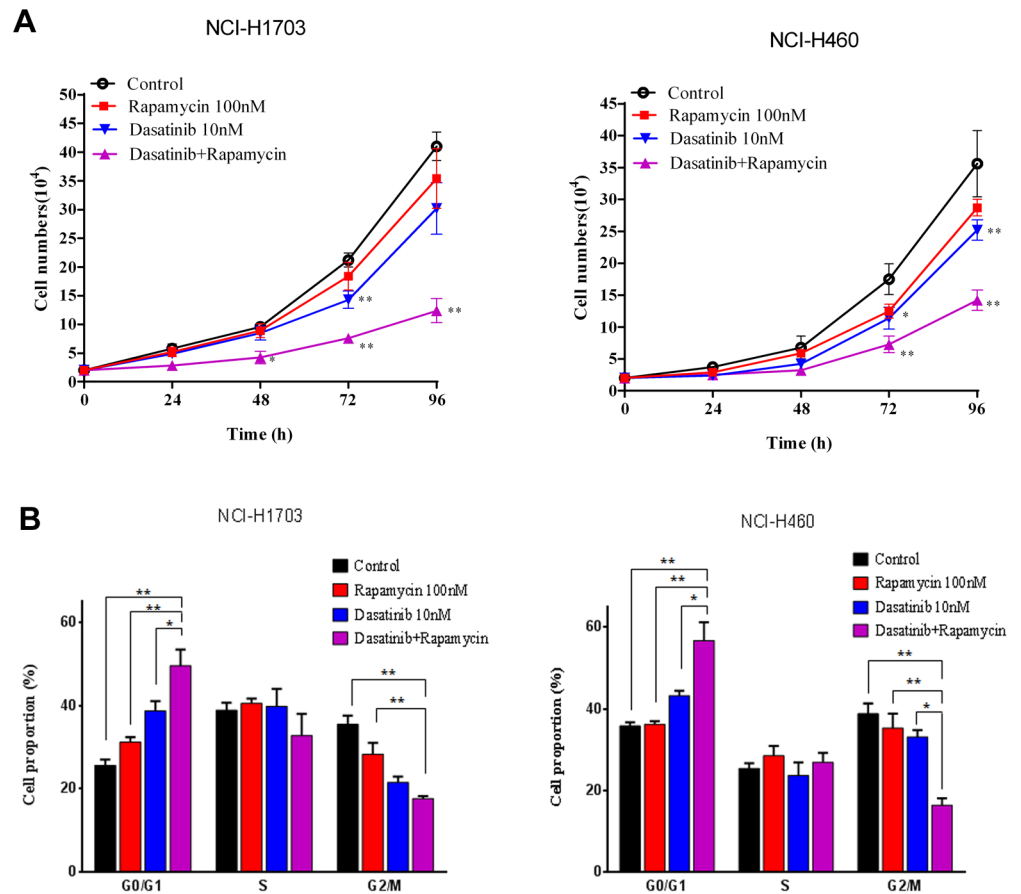 A
NCI-H1703
Control
Rapamycin 100nM
Dasatinib 10nM
Dasatinib+Rapamycin
Cell numbers(10⁴)
50
45
40
35
30
25
20
15
10
5
0
**
**
**
*
0 24 48 72 96
Time (h)
NCI-H460
Control
Rapamycin 100nM
Dasatinib 10nM
Dasatinib+Rapamycin
Cell numbers(10⁴)
45
40
35
30
25
20
15
10
5
0
**
**
*
**
0 24 48 72 96
Time (h)
B
NCI-H1703
Control
Rapamycin 100nM
Dasatinib 10nM
Dasatinib+Rapamycin
Cell proportion (%)
60
40
20
0
**
**
*
**
**
G0/G1 S G2/M
NCI-H460
Control
Rapamycin 100nM
Dasatinib 10nM
Dasatinib+Rapamycin
Cell proportion (%)
60
40
20
0
**
**
*
**
**
*
G0/G1 S G2/M